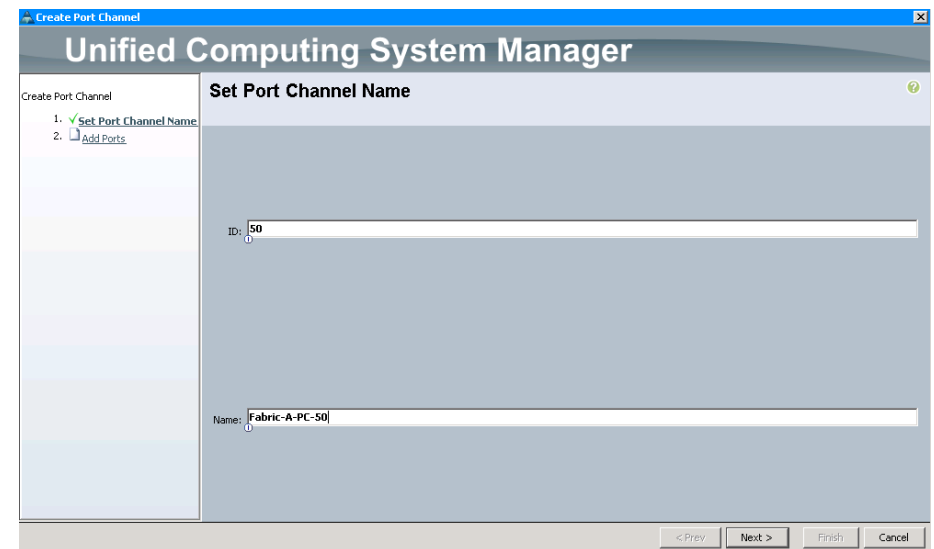 Create Port Channel
Unified Computing System Manager
Create Port Channel
1. Set Port Channel Name
2. Add Ports
Set Port Channel Name
ID: 50
Name: Fabric-A-PC-50
< Prev Next > Finish Cancel